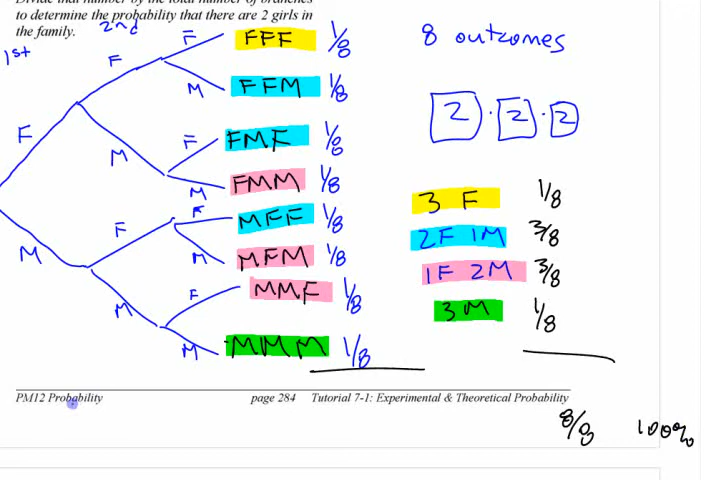 Divide that number by the total number of branches
to determine the probability that there are 2 girls in
the family.
1st
2nd
F
M
F
M
F
M
F
M
F
M
F
M
F
M
FFF 1/8
FFM 1/8
FMF 1/8
FMM 1/8
MFF 1/8
MFM 1/8
MMF 1/8
MMM 1/8
8 outcomes
2 · 2 · 2
3 F 1/8
2F 1M 3/8
1F 2M 3/8
3M 1/8
8/8 100%
PM12 Probability page 284 Tutorial 7-1: Experimental & Theoretical Probability